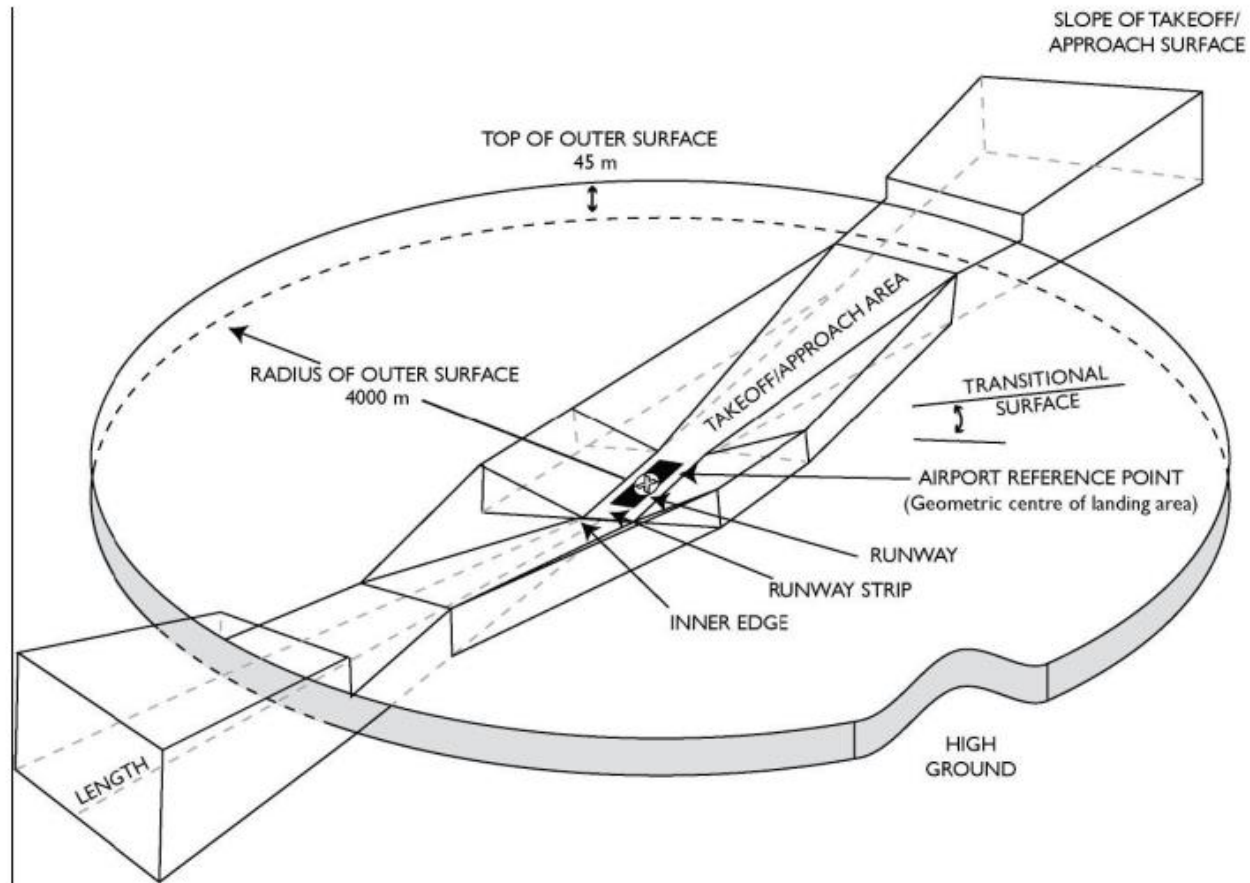 SLOPE OF TAKEOFF/
APPROACH SURFACE
TOP OF OUTER SURFACE
45 m
TAKEOFF/APPROACH AREA
RADIUS OF OUTER SURFACE
4000 m
TRANSITIONAL
SURFACE
AIRPORT REFERENCE POINT
(Geometric centre of landing area)
RUNWAY
RUNWAY STRIP
INNER EDGE
LENGTH
HIGH
GROUND